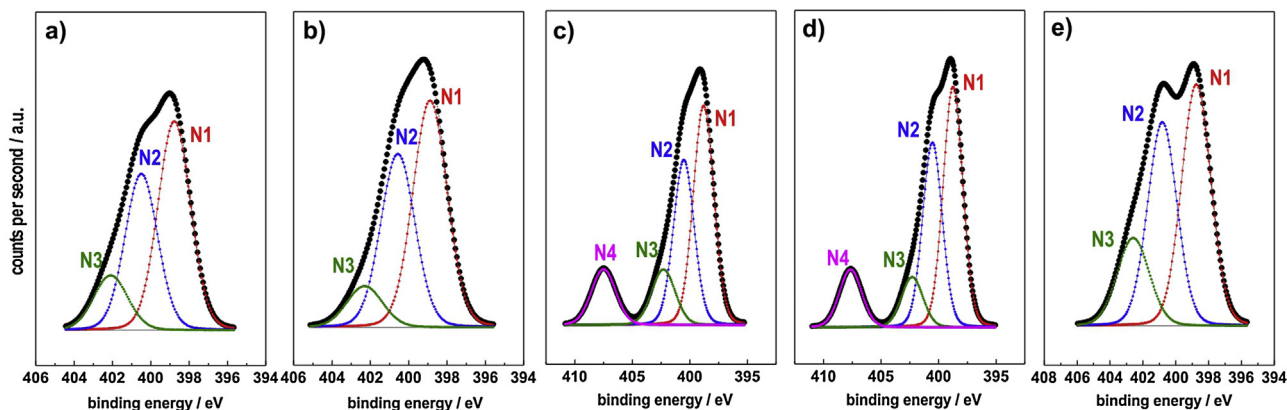 a)
N1
N2
N3
counts per second / a.u.
406 404 402 400 398 396 394
binding energy / eV
b)
N1
N2
N3
406 404 402 400 398 396 394
binding energy / eV
c)
N1
N2
N3
N4
410 405 400 395
binding energy / eV
d)
N1
N2
N3
N4
410 405 400 395
binding energy / eV
e)
N1
N2
N3
408 406 404 402 400 398 396 394
binding energy / eV